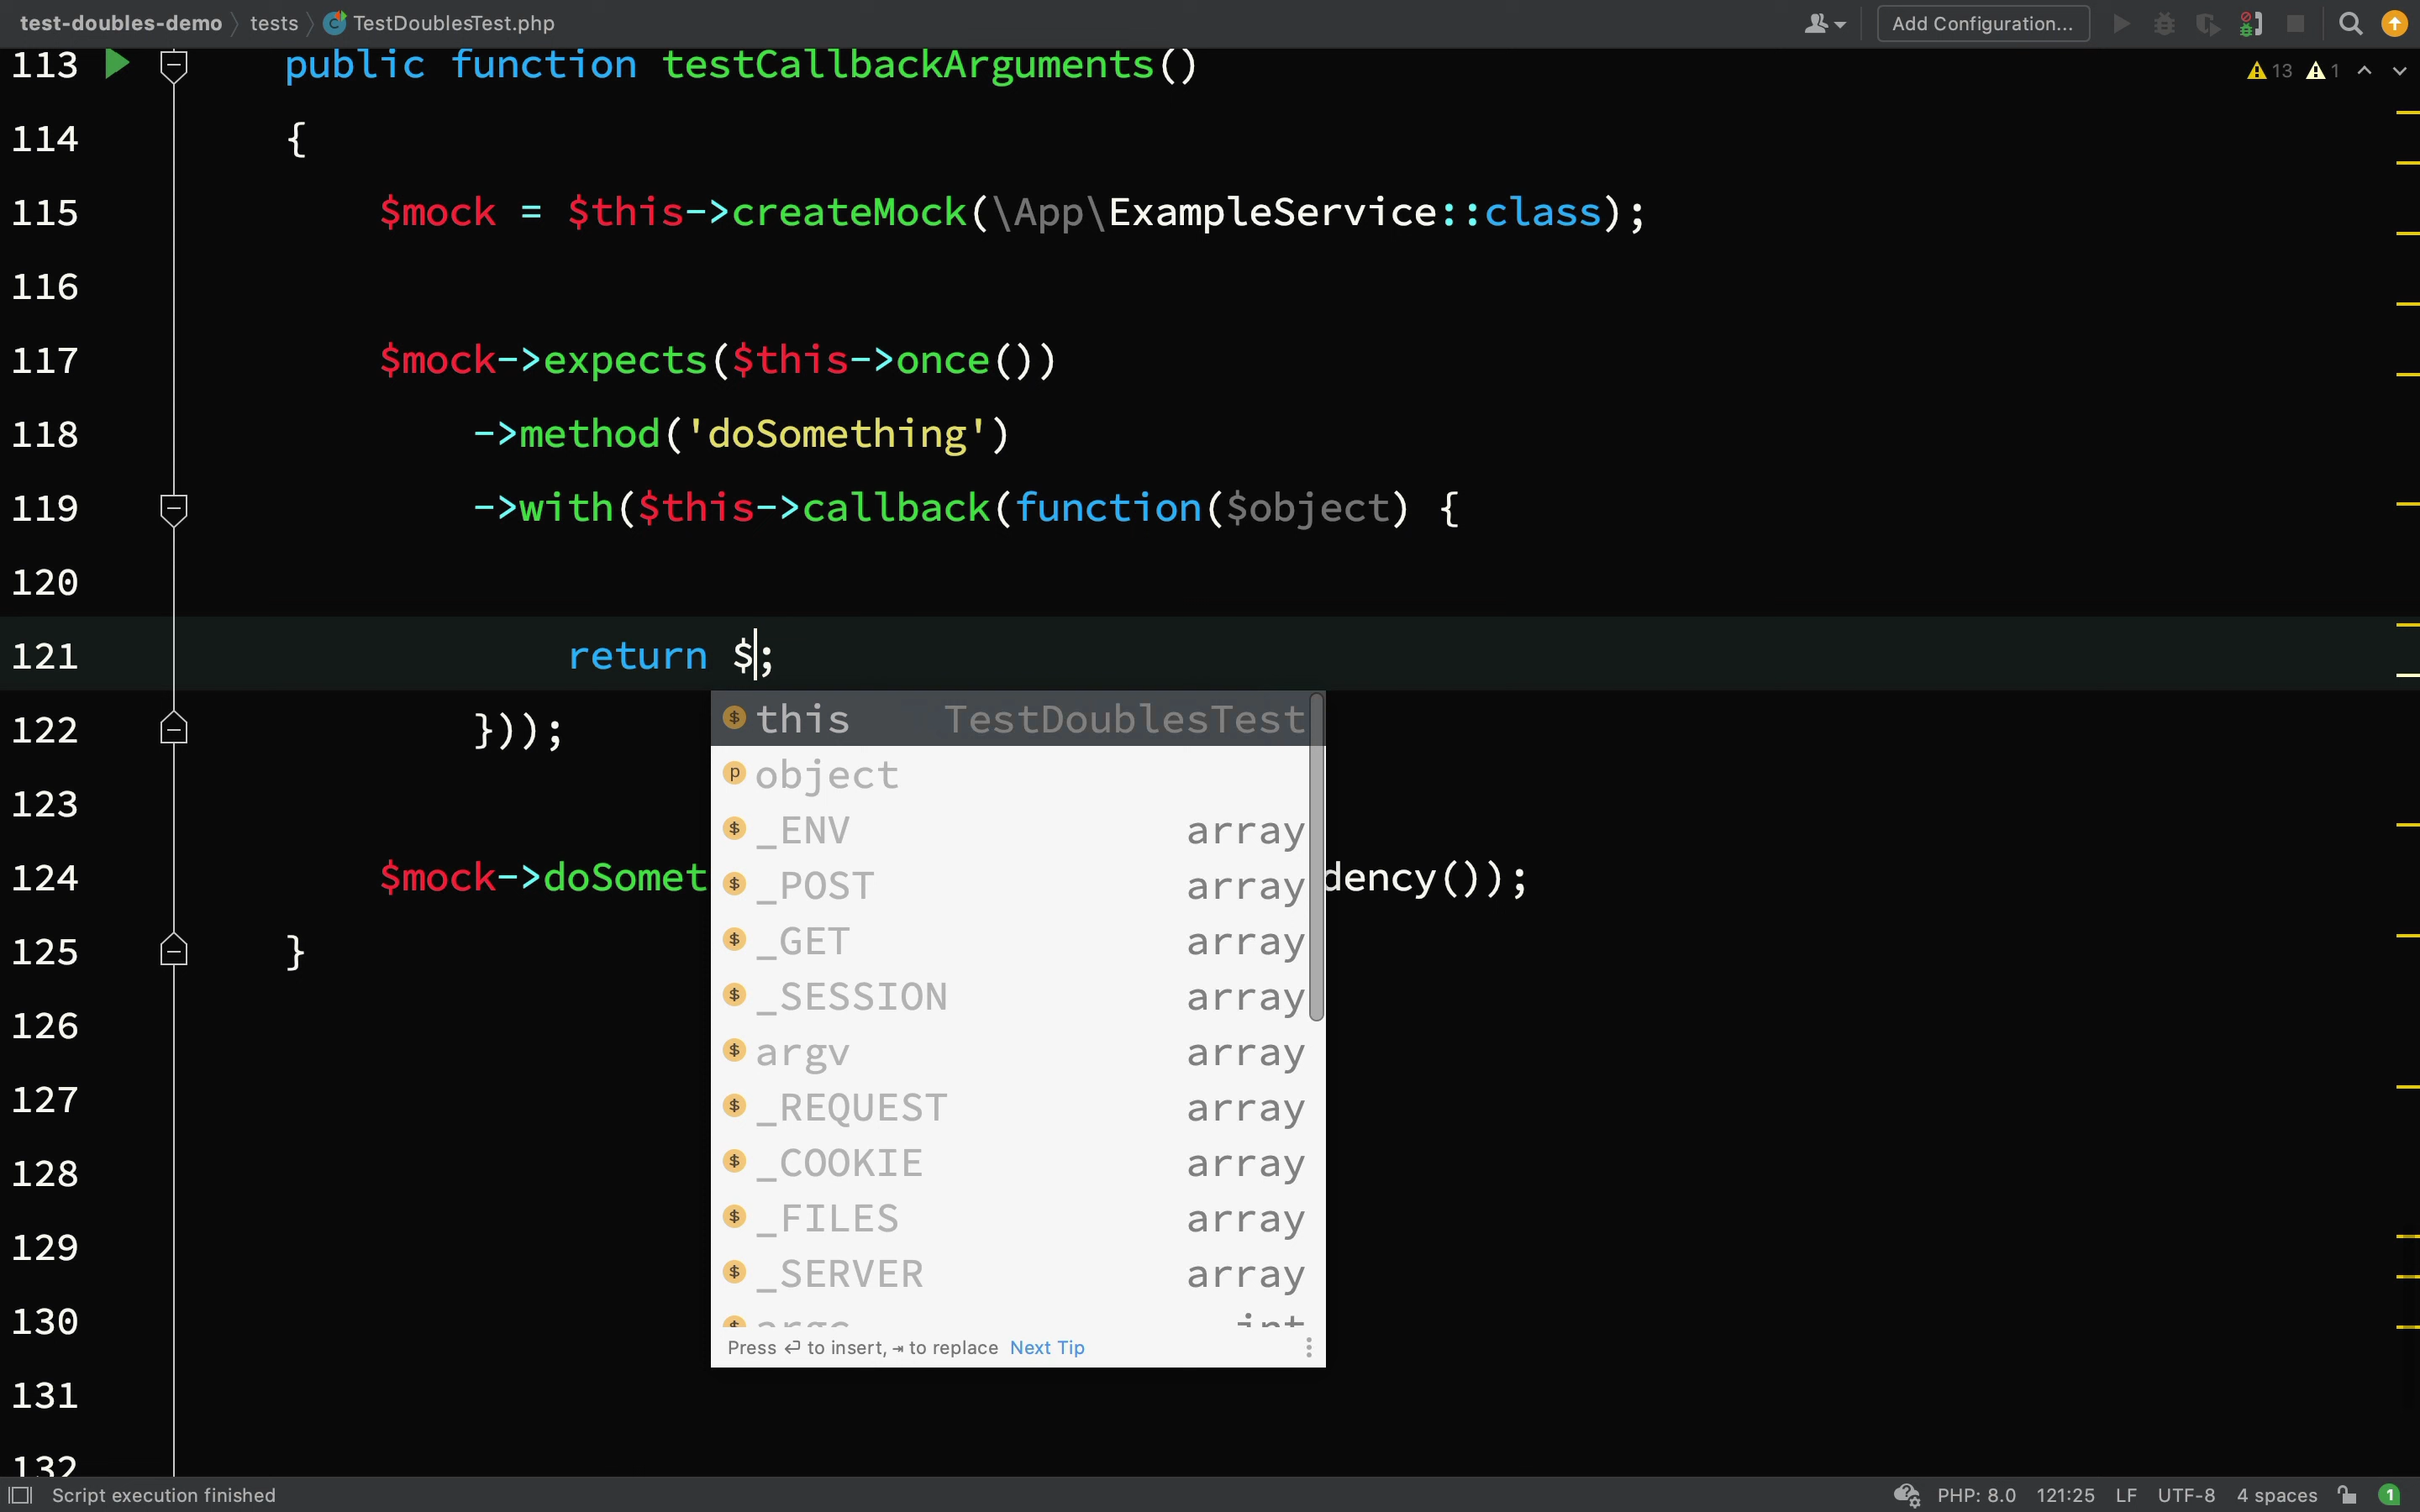 test-doubles-demo 〉 tests 〉 TestDoublesTest.php
Add Configuration...
13 1
113 public function testCallbackArguments()
114 {
115 $mock = $this->createMock(\App\ExampleService::class);
116
117 $mock->expects($this->once())
118 ->method('doSomething')
119 ->with($this->callback(function($object) {
120
121 return $;
122 }));
123
124 $mock->doSomet dency());
125 }
126
127
128
129
130
131
132
this TestDoublesTest
object
_ENV array
_POST array
_GET array
_SESSION array
argv array
_REQUEST array
_COOKIE array
_FILES array
_SERVER array
argc int
Press ⏎ to insert, ⇥ to replace Next Tip
Script execution finished
PHP: 8.0 121:25 LF UTF-8 4 spaces 1